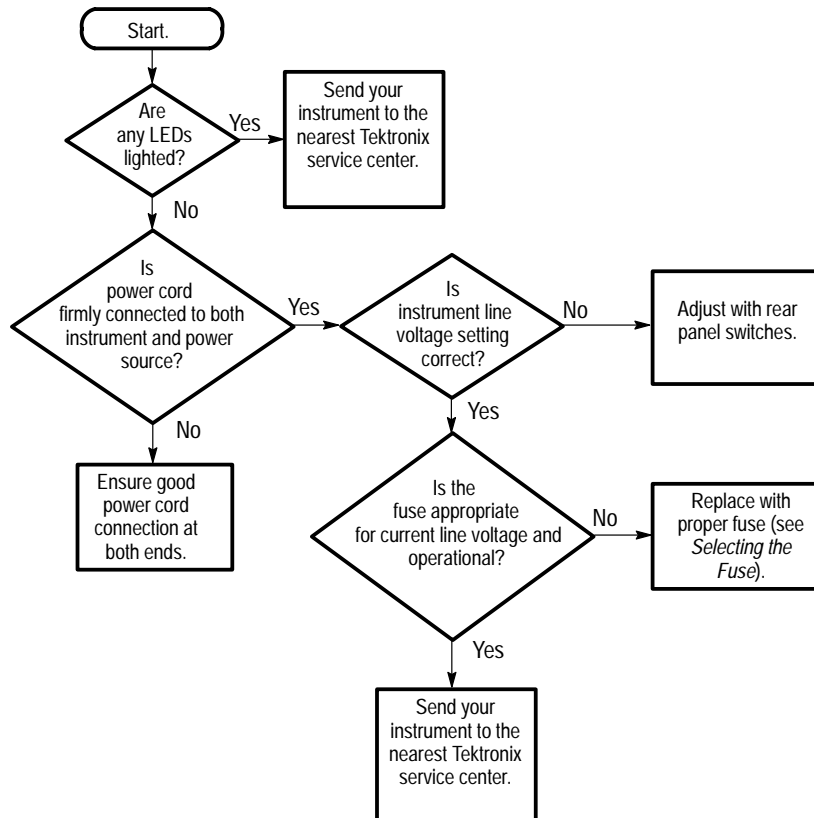 Start.
Are
any LEDs
lighted?
Yes
Send your
instrument to the
nearest Tektronix
service center.
No
Is
power cord
firmly connected to both
instrument and power
source?
Yes
Is
instrument line
voltage setting
correct?
No
Adjust with rear
panel switches.
No
Ensure good
power cord
connection at
both ends.
Yes
Is the
fuse appropriate
for current line voltage and
operational?
No
Replace with
proper fuse (see
Selecting the
Fuse).
Yes
Send your
instrument to the
nearest Tektronix
service center.